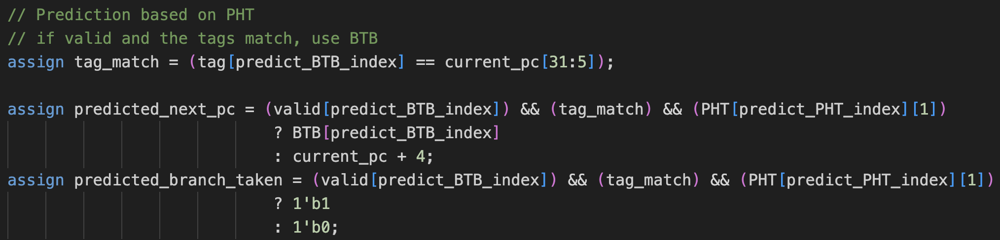 // Prediction based on PHT
// if valid and the tags match, use BTB
assign tag_match = (tag[predict_BTB_index] == current_pc[31:5]);
assign predicted_next_pc = (valid[predict_BTB_index]) && (tag_match) && (PHT[predict_PHT_index][1])
? BTB[predict_BTB_index]
: current_pc + 4;
assign predicted_branch_taken = (valid[predict_BTB_index]) && (tag_match) && (PHT[predict_PHT_index][1])
? 1'b1
: 1'b0;